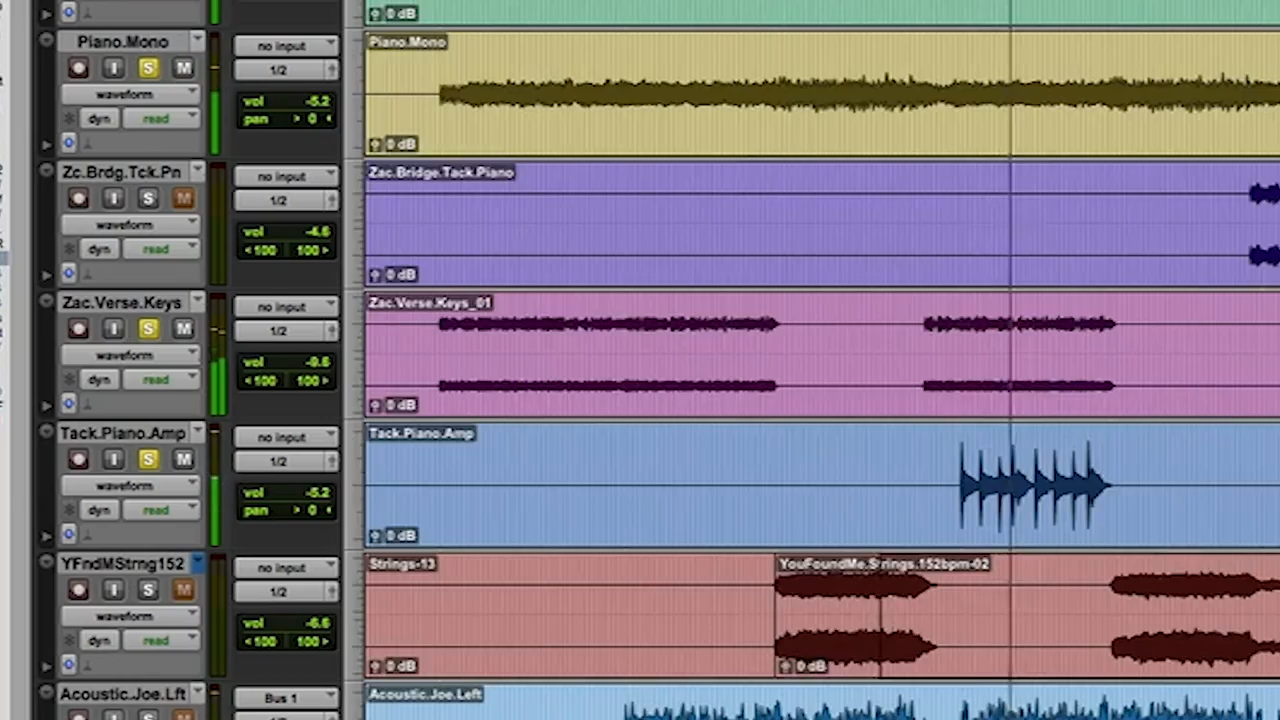 0 dB
Piano.Mono
I S M
waveform
dyn read
no input
1/2
vol -5.2
pan > 0 <
Piano.Mono
0 dB
Zc.Brdg.Tck.Pn
I S M
waveform
dyn read
no input
1/2
vol -4.5
<100 100>
Zac.Bridge.Tack.Piano
0 dB
Zac.Verse.Keys
I S M
waveform
dyn read
no input
1/2
vol
<100 100>
Zac.Verse.Keys_01
0 dB
Tack.Piano.Amp
I S M
waveform
dyn read
no input
1/2
vol -5.2
pan > 0 <
Tack.Piano.Amp
0 dB
YFndMStrng152
I S M
waveform
dyn read
no input
1/2
vol
<100 100>
Strings-13
YouFoundMe.Strings.152bpm-02
0 dB
0 dB
Acoustic.Joe.Lft
Bus 1
Acoustic.Joe.Left